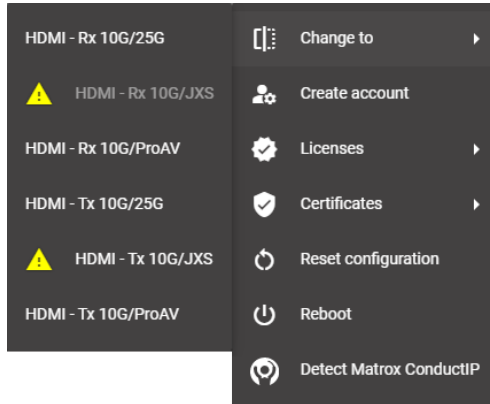 HDMI - Rx 10G/25G
HDMI - Rx 10G/JXS
HDMI - Rx 10G/ProAV
HDMI - Tx 10G/25G
HDMI - Tx 10G/JXS
HDMI - Tx 10G/ProAV
Change to
Create account
Licenses
Certificates
Reset configuration
Reboot
Detect Matrox ConductIP